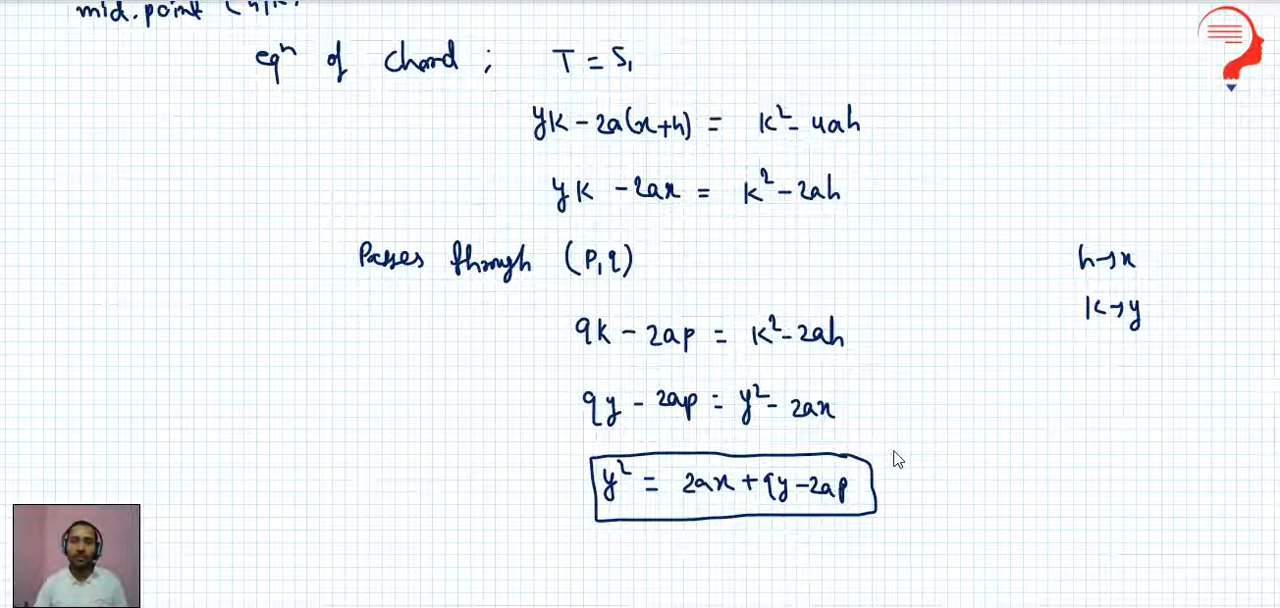 mid.point (h,k).
eqⁿ of chord ; T = S₁
yk - 2a(x+h) = k² - 4ah
yk - 2ax = k² - 2ah
Passes through (p,q)
h→x
k→y
qk - 2ap = k² - 2ah
qy - 2ap = y² - 2ax
y² = 2ax + qy - 2ap